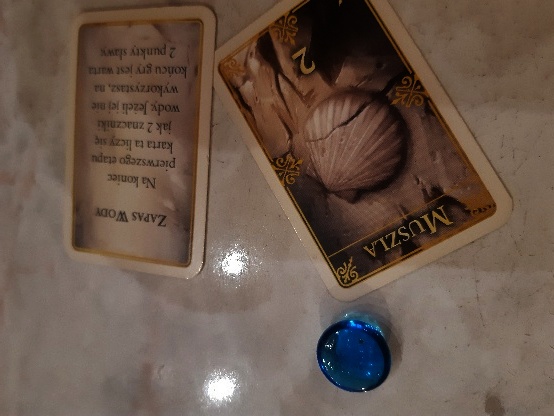 ZAPAS WODY
Na koniec
pierwszego etapu
karta ta liczy się
jak 2 znaczniki
wody. Jeżeli jej nie
wykorzystasz, na
końcu gry jest warta
2 punkty sławy.
MUSZLA
2